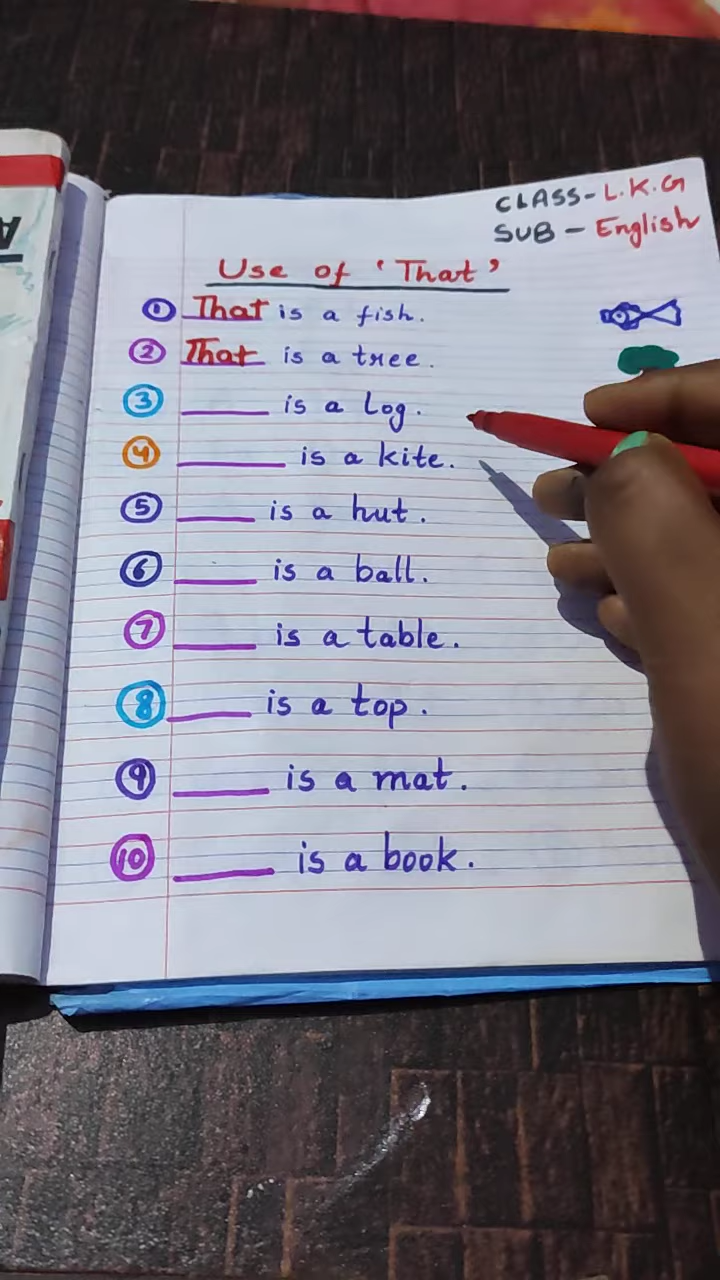 CLASS-L.K.G
SUB - English
Use of 'That'
① That is a fish.
② That is a tree.
③ ____ is a Log.
④ ____ is a kite.
⑤ ____ is a hut.
⑥ ____ is a ball.
⑦ ____ is a table.
⑧ ____ is a top.
⑨ ____ is a mat.
⑩ ____ is a book.